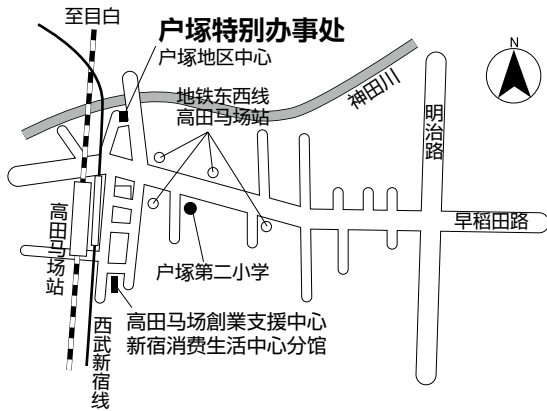 至目白
户塚特别办事处
户塚地区中心
N
地铁东西线
高田马场站
神田川
明治路
早稻田路
高田马场站
户塚第二小学
高田马场創業支援中心
新宿消费生活中心分馆
西武新宿线